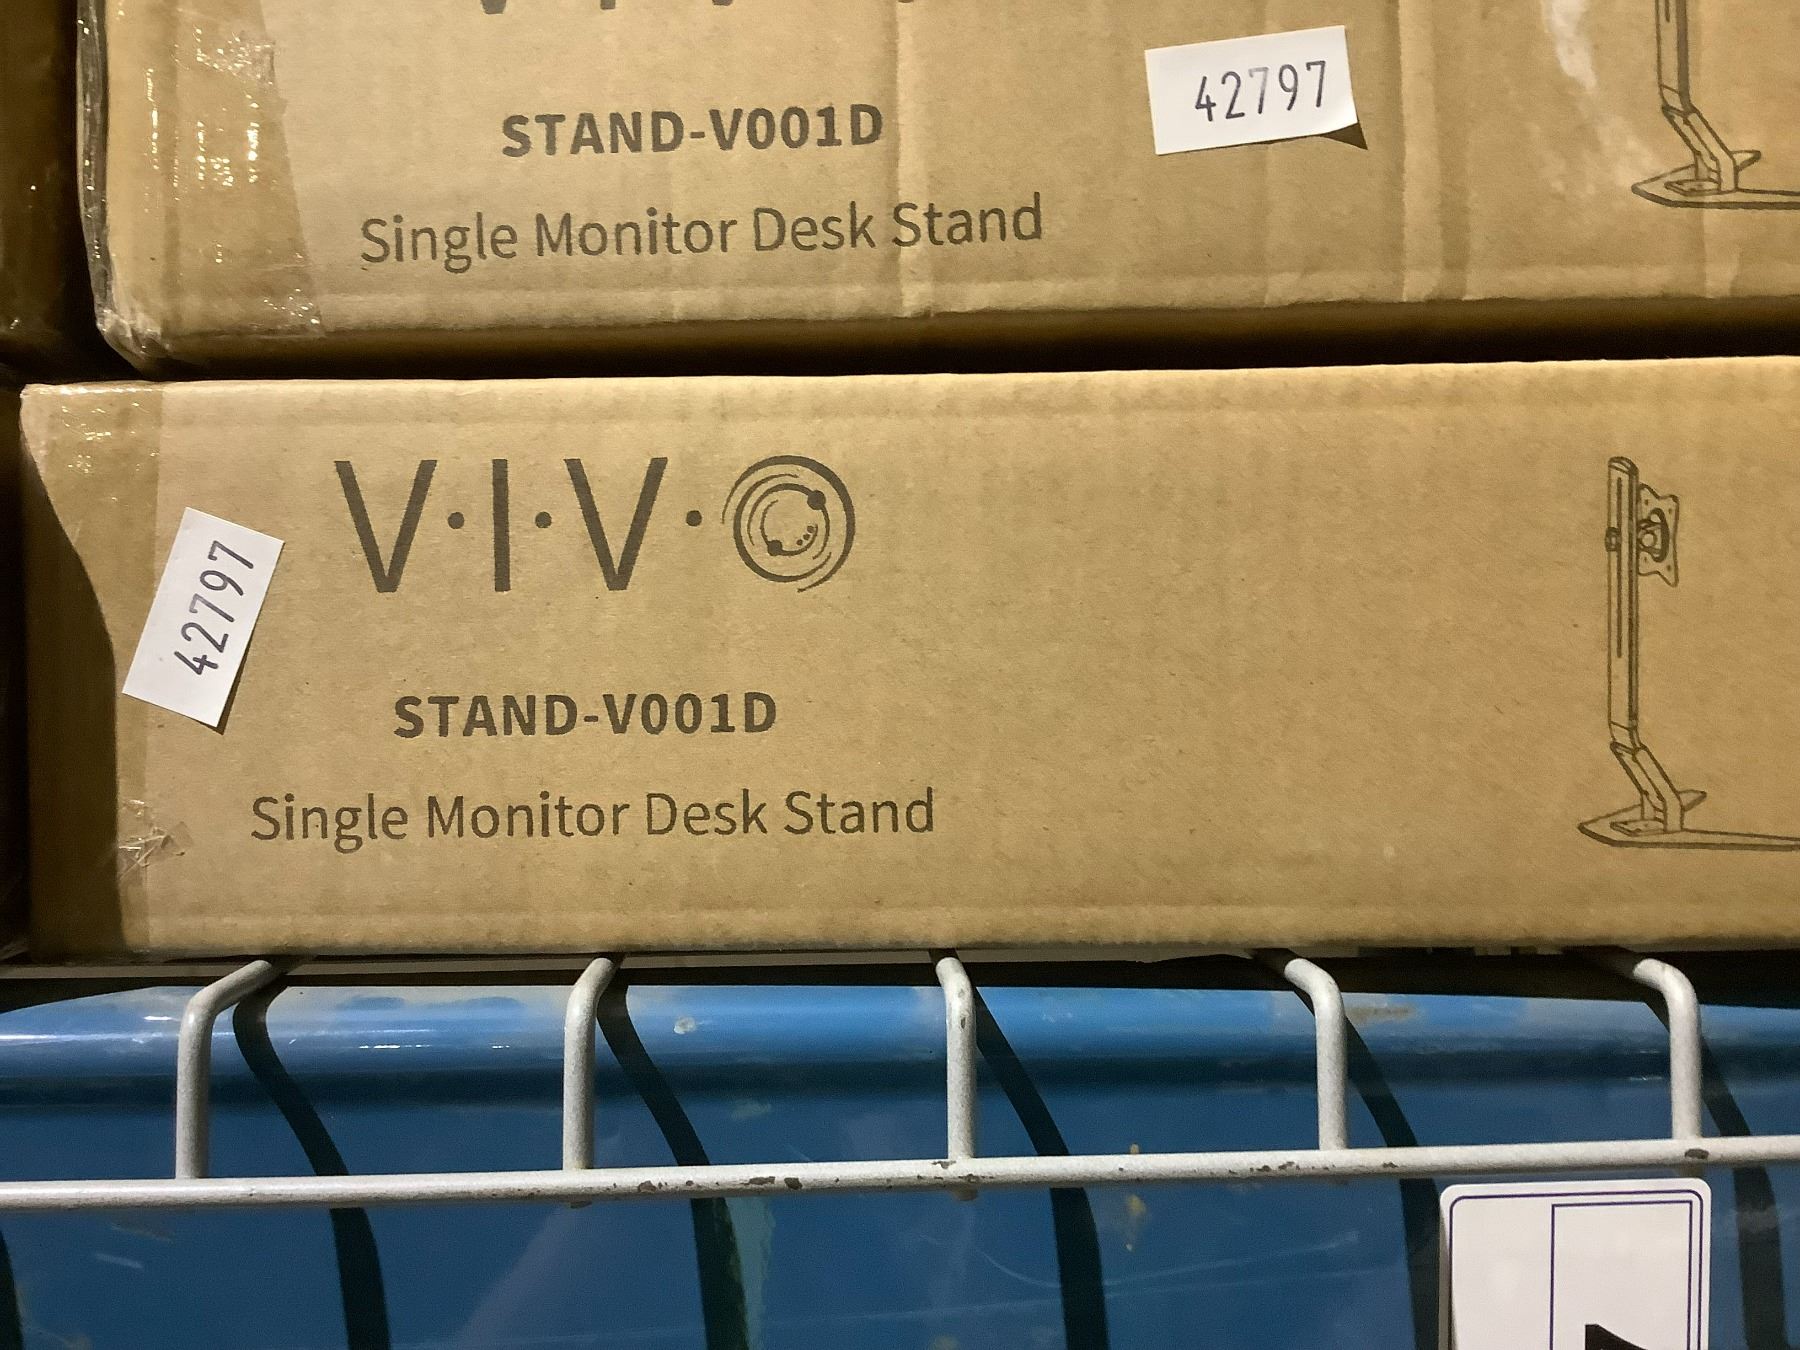 42797
STAND-V001D
Single Monitor Desk Stand
V·I·V·O
42797
STAND-V001D
Single Monitor Desk Stand